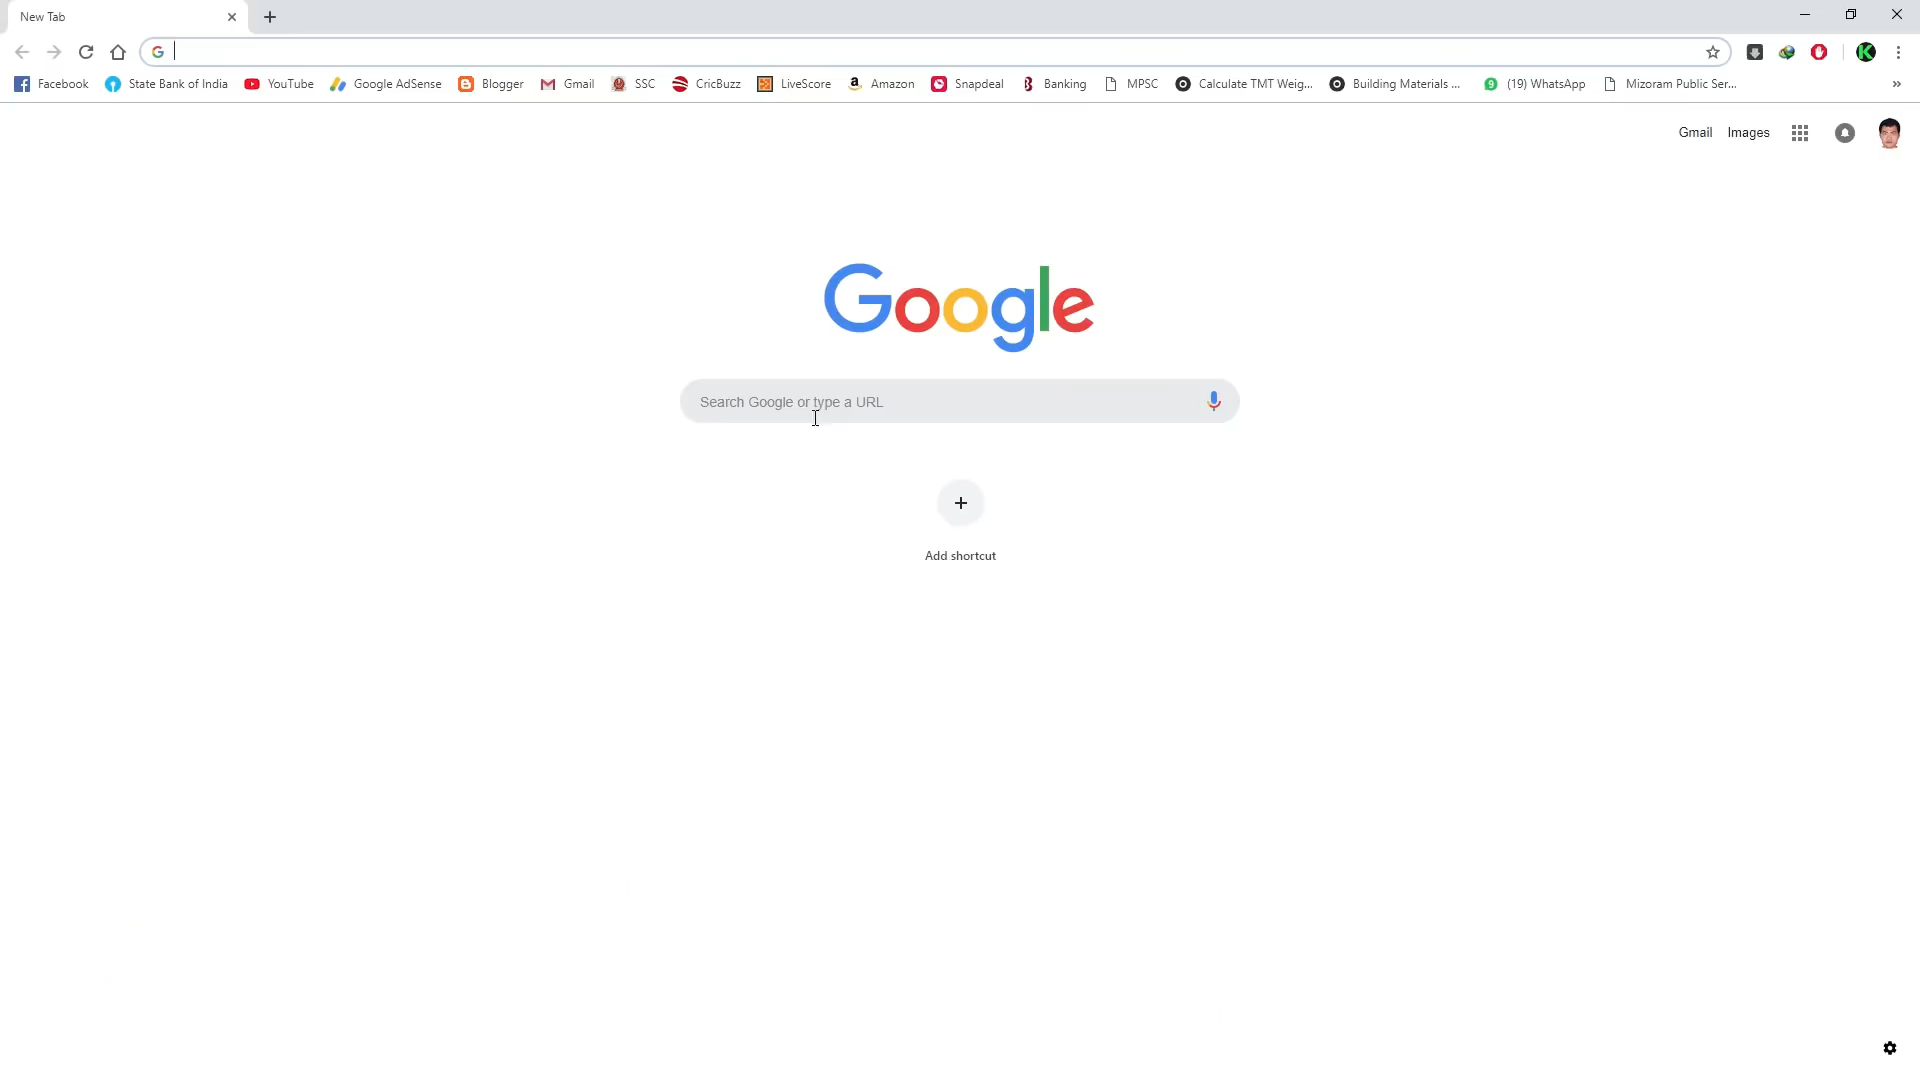 New Tab
Facebook State Bank of India YouTube Google AdSense Blogger Gmail SSC CricBuzz LiveScore Amazon Snapdeal Banking MPSC Calculate TMT Weig... Building Materials ... (19) WhatsApp Mizoram Public Ser... »
Gmail Images
Google
Search Google or type a URL
Add shortcut